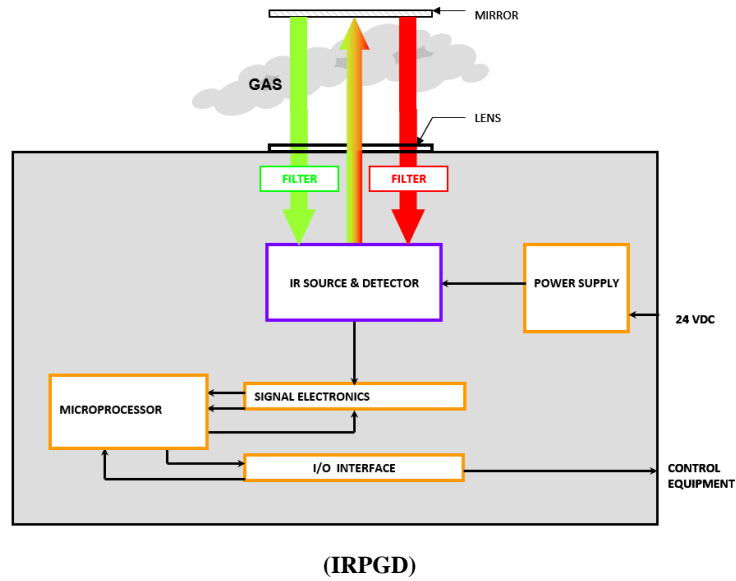 MIRROR
GAS
LENS
FILTER
FILTER
IR SOURCE & DETECTOR
POWER SUPPLY
24 VDC
SIGNAL ELECTRONICS
MICROPROCESSOR
I/O INTERFACE
CONTROL
EQUIPMENT
(IRPGD)